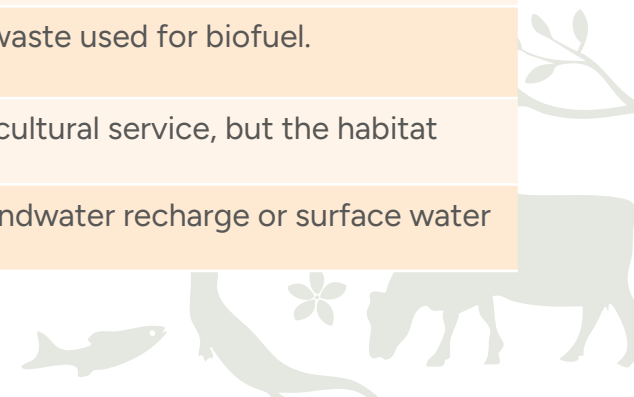 waste used for biofuel.
cultural service, but the habitat
ndwater recharge or surface water